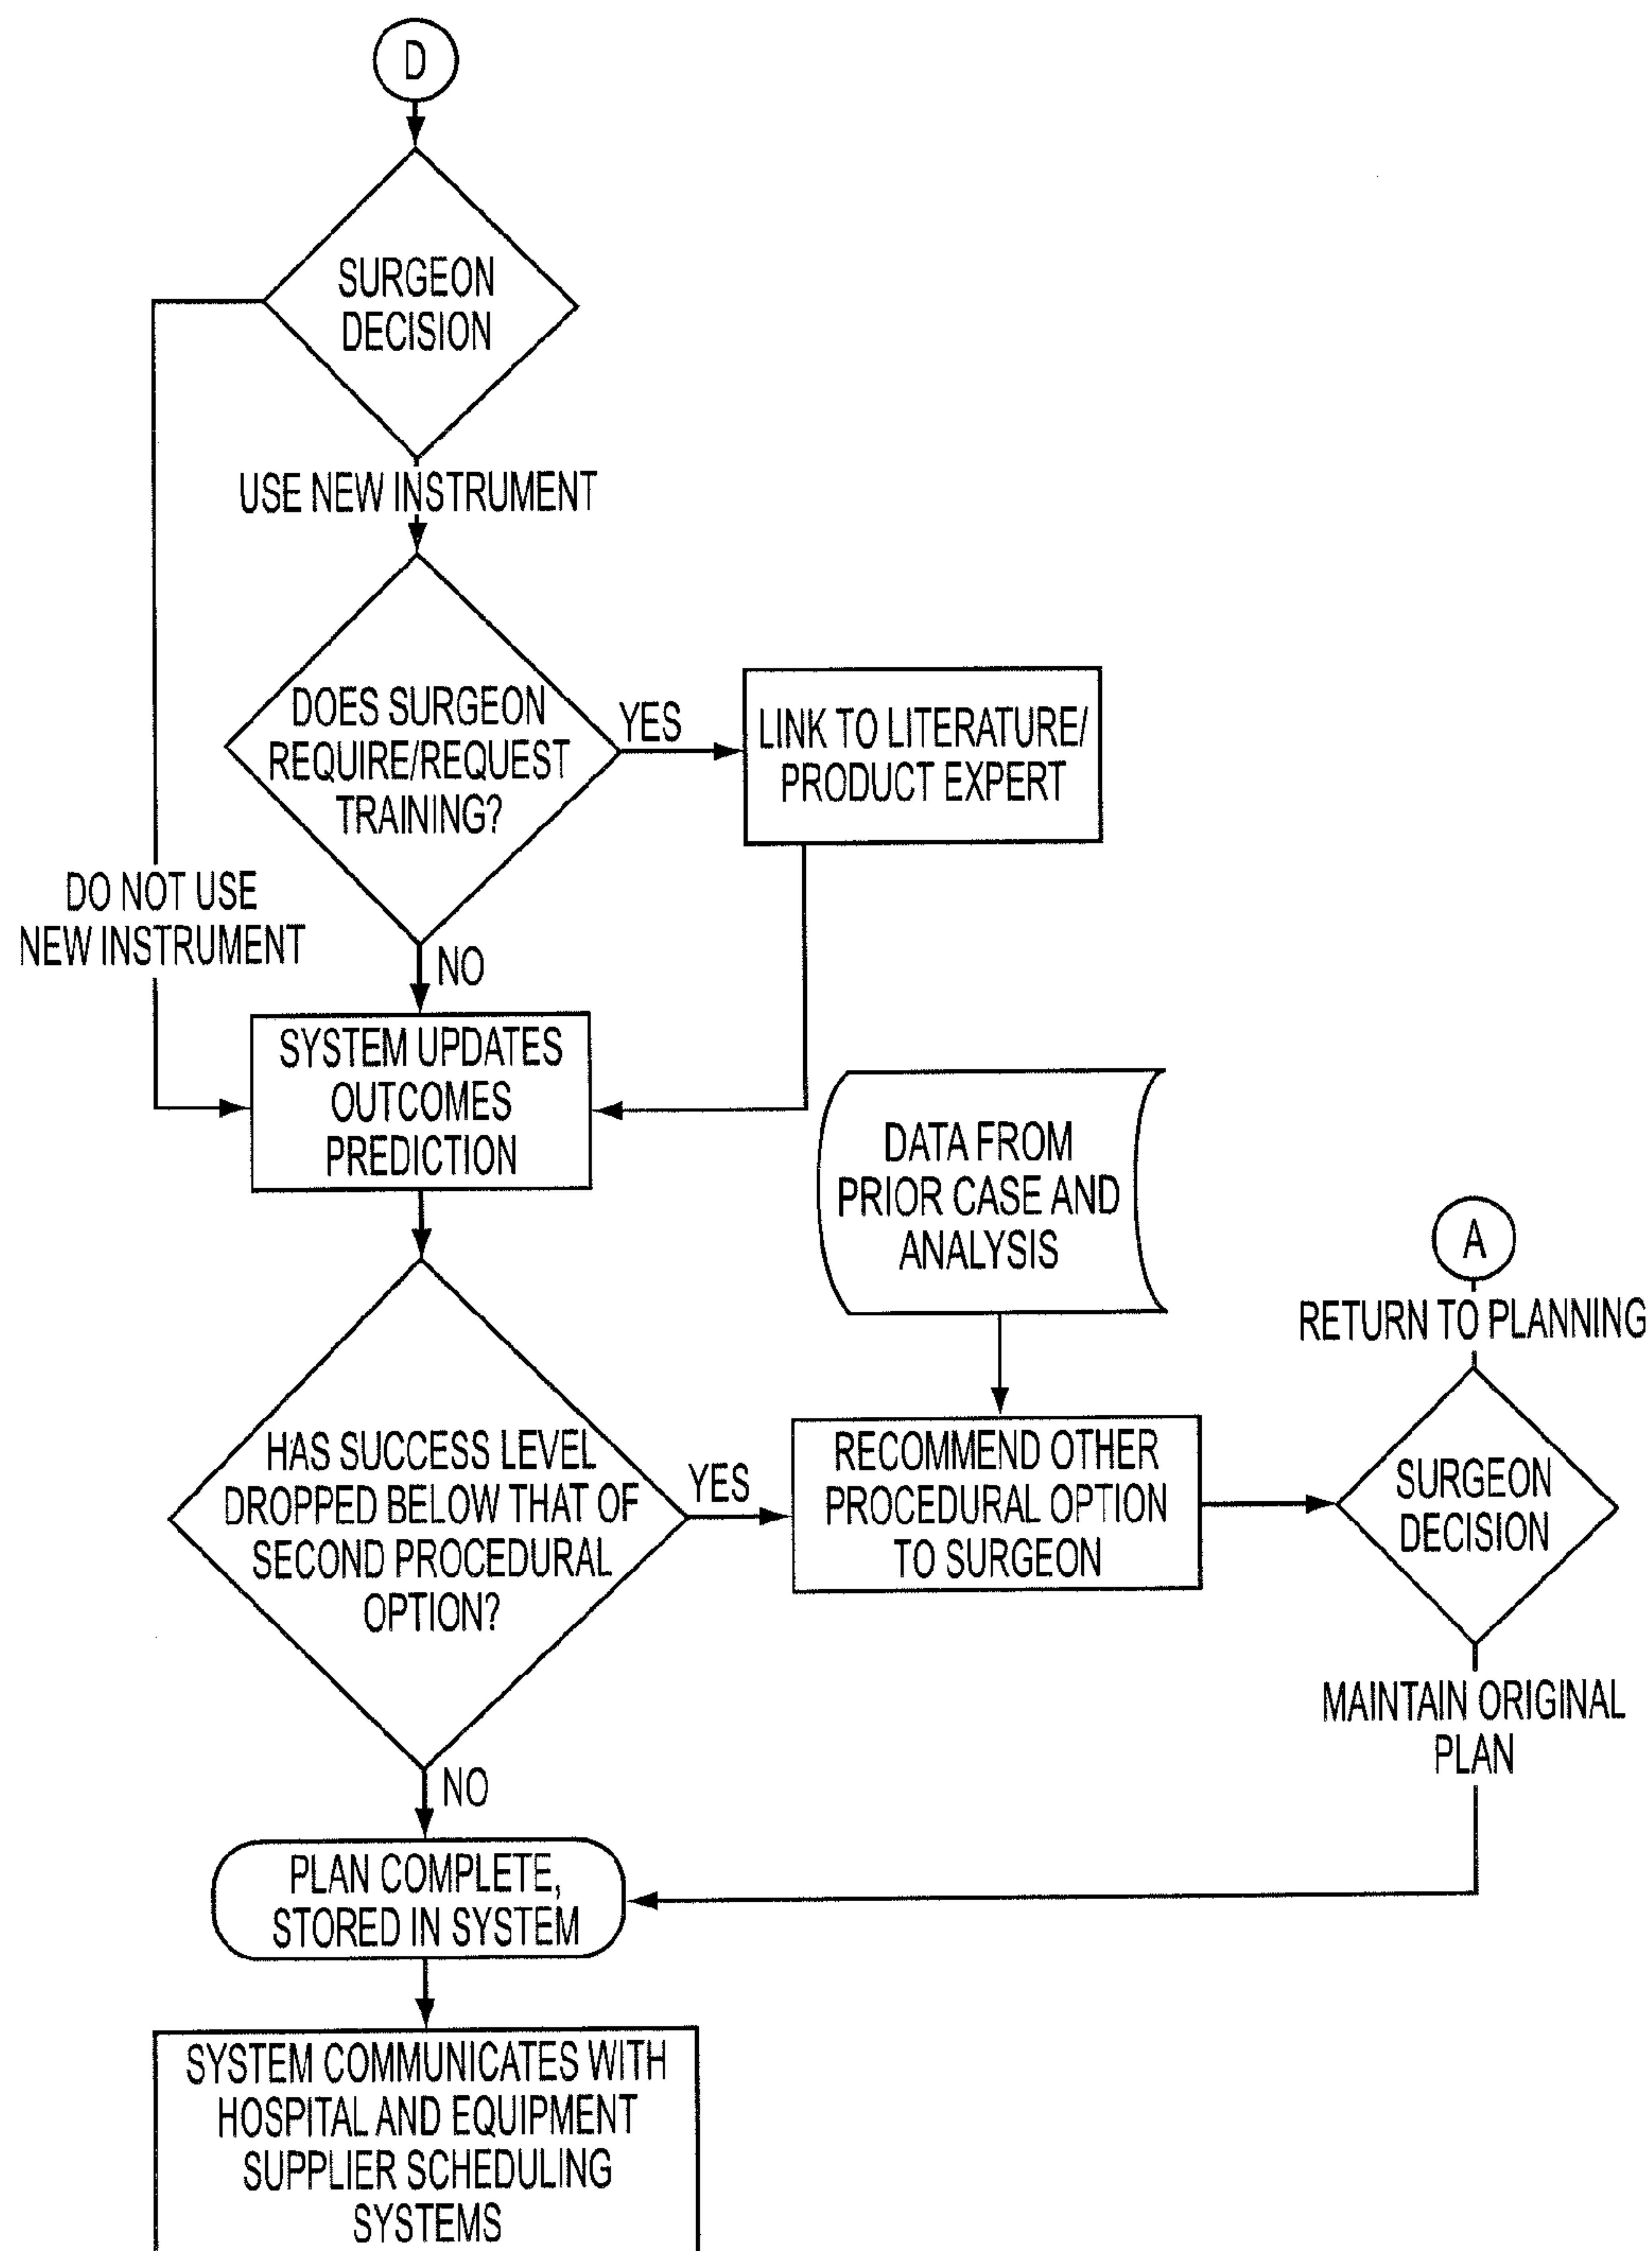 D
SURGEON
DECISION
USE NEW INSTRUMENT
DOES SURGEON
REQUIRE/REQUEST
TRAINING?
YES
LINK TO LITERATURE/
PRODUCT EXPERT
DO NOT USE
NEW INSTRUMENT
NO
SYSTEM UPDATES
OUTCOMES
PREDICTION
DATA FROM
PRIOR CASE AND
ANALYSIS
A
RETURN TO PLANNING
HAS SUCCESS LEVEL
DROPPED BELOW THAT OF
SECOND PROCEDURAL
OPTION?
YES
RECOMMEND OTHER
PROCEDURAL OPTION
TO SURGEON
SURGEON
DECISION
MAINTAIN ORIGINAL
PLAN
NO
PLAN COMPLETE,
STORED IN SYSTEM
SYSTEM COMMUNICATES WITH
HOSPITAL AND EQUIPMENT
SUPPLIER SCHEDULING
SYSTEMS